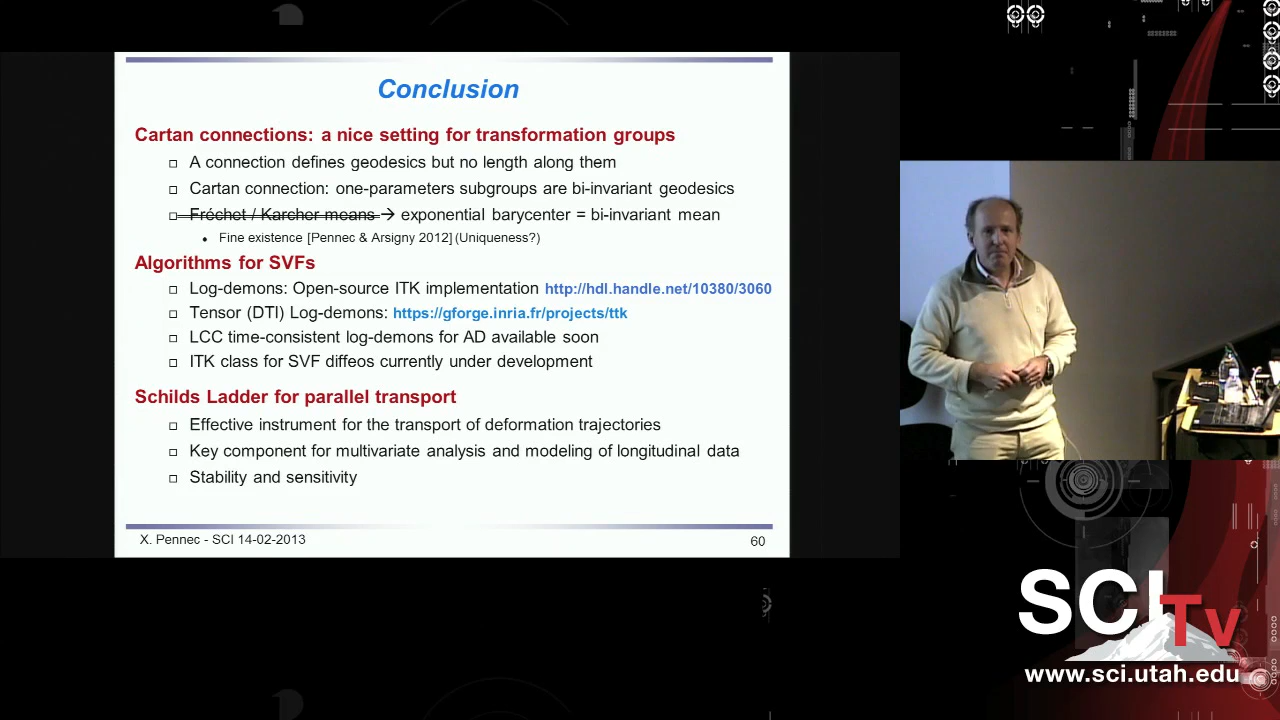 Conclusion
Cartan connections: a nice setting for transformation groups
A connection defines geodesics but no length along them
Cartan connection: one-parameters subgroups are bi-invariant geodesics
Fréchet / Karcher means → exponential barycenter = bi-invariant mean
Fine existence [Pennec & Arsigny 2012] (Uniqueness?)
Algorithms for SVFs
Log-demons: Open-source ITK implementation http://hdl.handle.net/10380/3060
Tensor (DTI) Log-demons: https://gforge.inria.fr/projects/ttk
LCC time-consistent log-demons for AD available soon
ITK class for SVF diffeos currently under development
Schilds Ladder for parallel transport
Effective instrument for the transport of deformation trajectories
Key component for multivariate analysis and modeling of longitudinal data
Stability and sensitivity
X. Pennec - SCI 14-02-2013
60
SCI Tv
www.sci.utah.edu